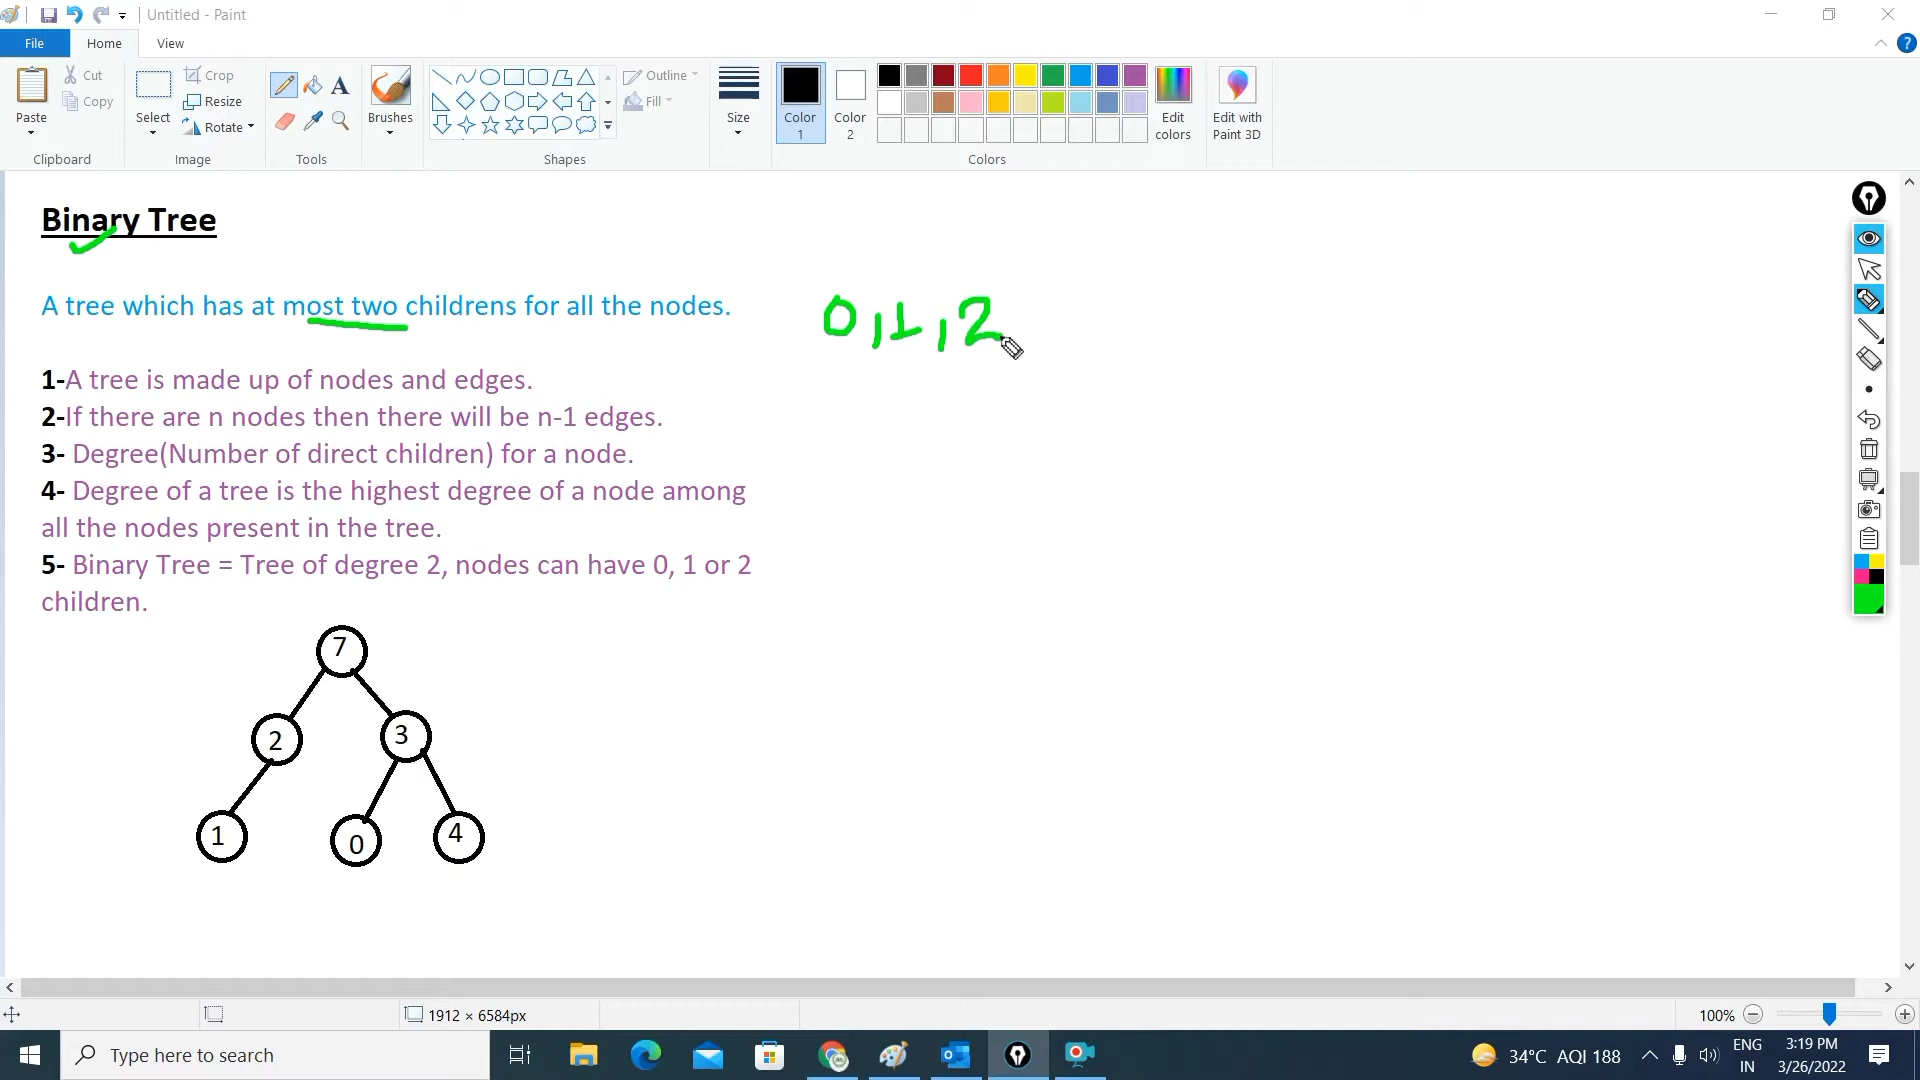 Untitled - Paint
File Home View
Paste
Cut
Copy
Clipboard
Select
Crop
Resize
Rotate
Image
A
Tools
Brushes
Shapes
Outline
Fill
Size
Color 1
Color 2
Colors
Edit colors
Edit with Paint 3D
?
Binary Tree
A tree which has at most two childrens for all the nodes.
0,1,2
1-A tree is made up of nodes and edges.
2-If there are n nodes then there will be n-1 edges.
3- Degree(Number of direct children) for a node.
4- Degree of a tree is the highest degree of a node among
all the nodes present in the tree.
5- Binary Tree = Tree of degree 2, nodes can have 0, 1 or 2
children.
7
2 3
1 0 4
1912 × 6584px
100%
Type here to search
34°C AQI 188
ENG
IN
3:19 PM
3/26/2022